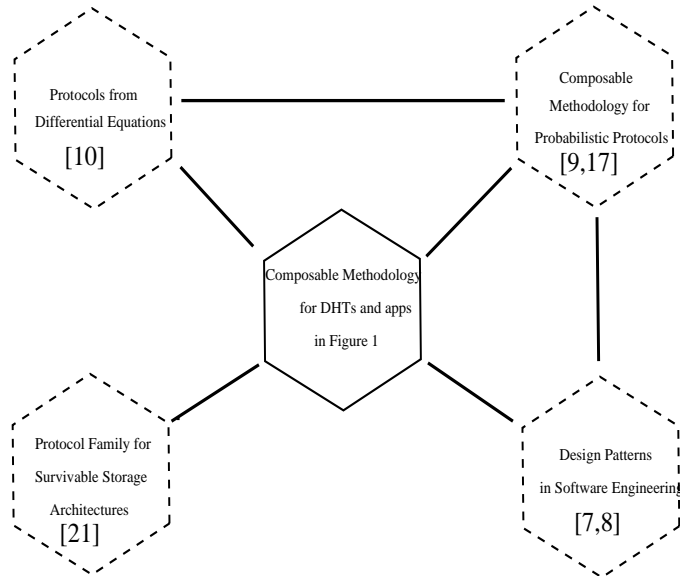 Protocols from
Differential Equations
[10]
Composable
Methodology for
Probabilistic Protocols
[9,17]
Composable Methodology
for DHTs and apps
in Figure 1
Protocol Family for
Survivable Storage
Architectures
[21]
Design Patterns
in Software Engineering
[7,8]